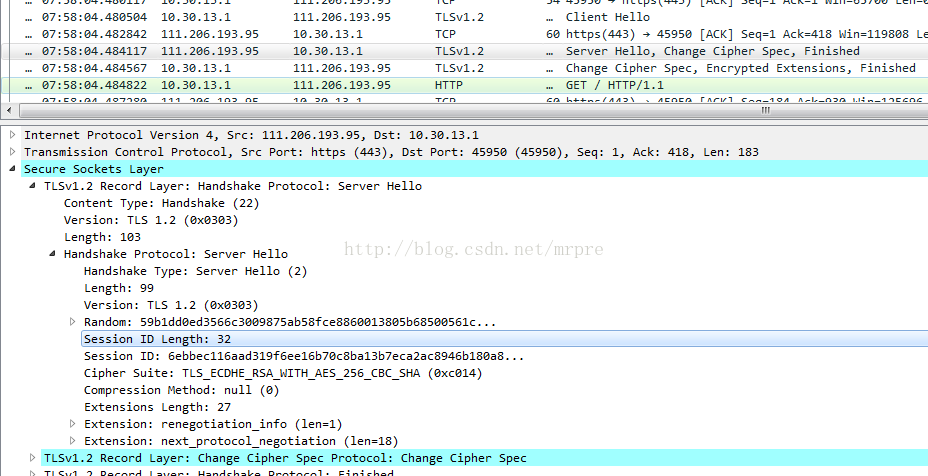 … 07:58:04.480117 10.30.13.1 111.206.193.95 TCP 54 45950 → https(443) [ACK] Seq=1 Ack=1 Win=65700 Len=0
… 07:58:04.480504 10.30.13.1 111.206.193.95 TLSv1.2 … Client Hello
… 07:58:04.482842 111.206.193.95 10.30.13.1 TCP 60 https(443) → 45950 [ACK] Seq=1 Ack=418 Win=119808 Le
… 07:58:04.484117 111.206.193.95 10.30.13.1 TLSv1.2 … Server Hello, Change Cipher Spec, Finished
… 07:58:04.484567 10.30.13.1 111.206.193.95 TLSv1.2 … Change Cipher Spec, Encrypted Extensions, Finished
… 07:58:04.484822 10.30.13.1 111.206.193.95 HTTP … GET / HTTP/1.1
… 07:58:04.487280 111.206.193.95 10.30.13.1 TCP 60 https(443) → 45950 [ACK] Seq=184 Ack=930 Win=125696
Internet Protocol Version 4, Src: 111.206.193.95, Dst: 10.30.13.1
Transmission Control Protocol, Src Port: https (443), Dst Port: 45950 (45950), Seq: 1, Ack: 418, Len: 183
Secure Sockets Layer
TLSv1.2 Record Layer: Handshake Protocol: Server Hello
Content Type: Handshake (22)
Version: TLS 1.2 (0x0303)
Length: 103
http://blog.csdn.net/mrpre
Handshake Protocol: Server Hello
Handshake Type: Server Hello (2)
Length: 99
Version: TLS 1.2 (0x0303)
Random: 59b1dd0ed3566c3009875ab58fce8860013805b68500561c...
Session ID Length: 32
Session ID: 6ebbec116aad319f6ee16b70c8ba13b7eca2ac8946b180a8...
Cipher Suite: TLS_ECDHE_RSA_WITH_AES_256_CBC_SHA (0xc014)
Compression Method: null (0)
Extensions Length: 27
Extension: renegotiation_info (len=1)
Extension: next_protocol_negotiation (len=18)
TLSv1.2 Record Layer: Change Cipher Spec Protocol: Change Cipher Spec
TLSv1.2 Record Layer: Handshake Protocol: Finished